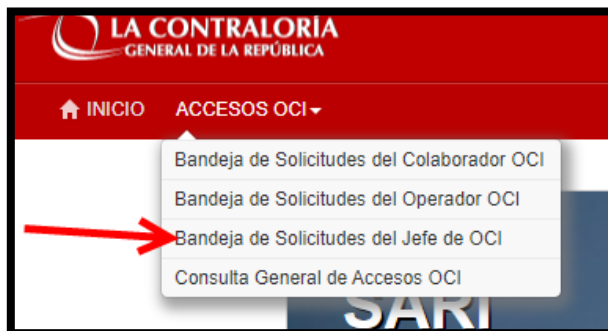 LA CONTRALORÍA
GENERAL DE LA REPÚBLICA
INICIO ACCESOS OCI
Bandeja de Solicitudes del Colaborador OCI
Bandeja de Solicitudes del Operador OCI
Bandeja de Solicitudes del Jefe de OCI
Consulta General de Accesos OCI
SARI